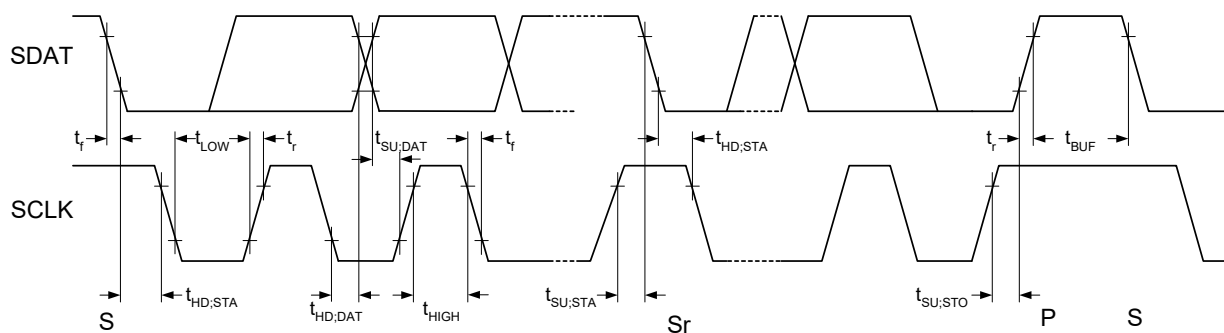 SDAT
t_f t_LOW t_r t_SU;DAT t_f t_HD;STA t_r t_BUF
SCLK
t_HD;STA t_HD;DAT t_HIGH t_SU;STA t_SU;STO
S Sr P S